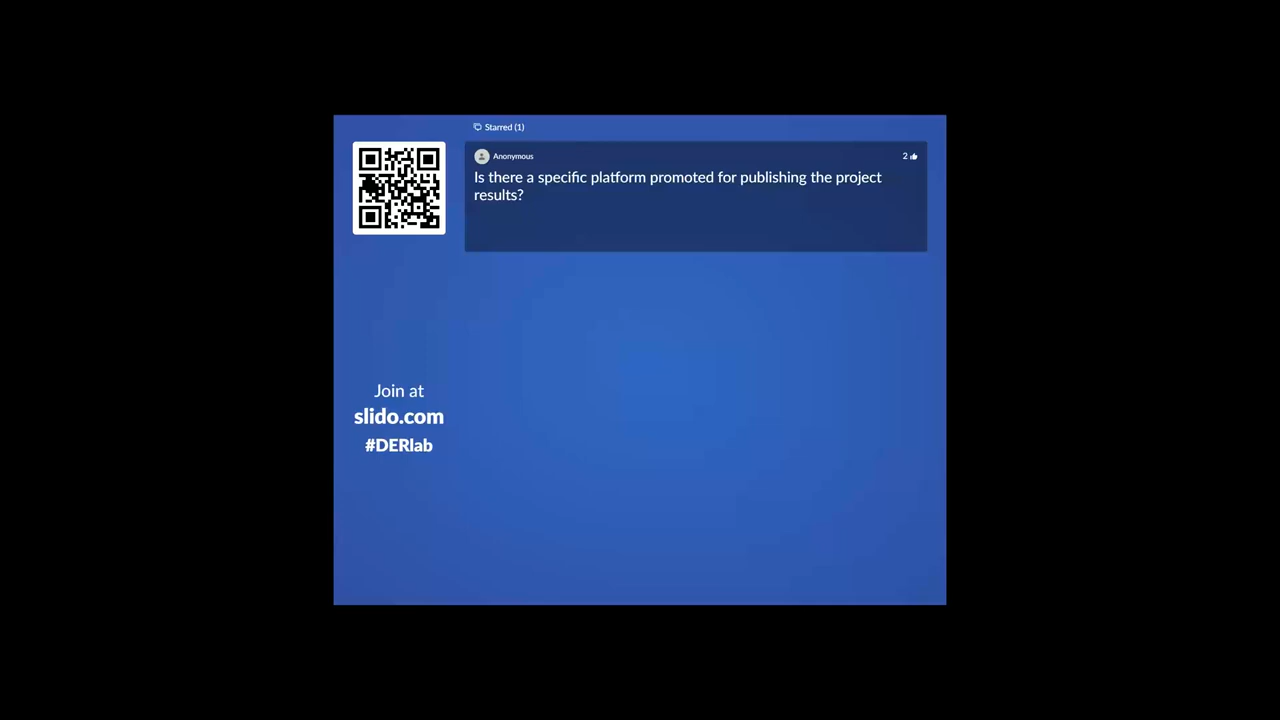 Starred (1)
Anonymous
2
Is there a specific platform promoted for publishing the project
results?
Join at
slido.com
#DERlab